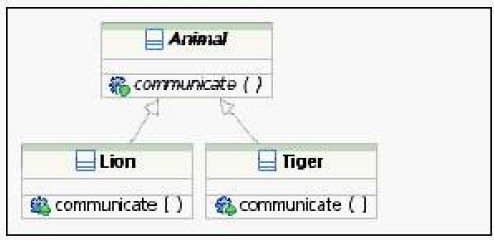 Animal
communicate ( )
Lion
Tiger
communicate ( )
communicate ( )